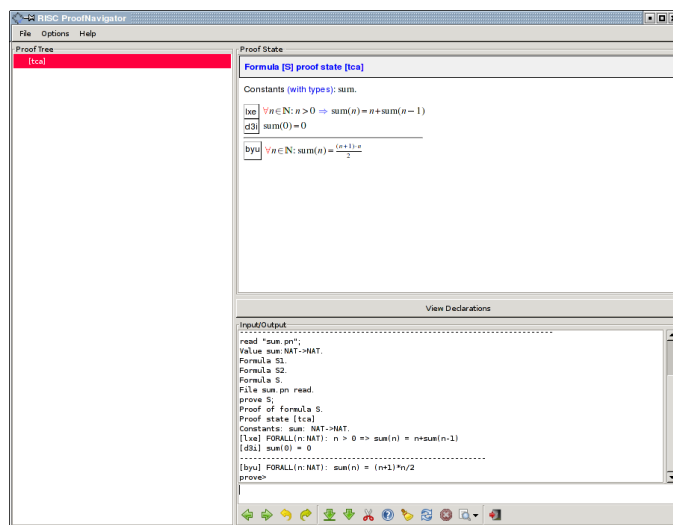 RISC ProofNavigator
File Options Help
Proof Tree
[tca]
Proof State
Formula [S] proof state [tca]
Constants (with types): sum.
lxe ∀n∈ℕ: n > 0 ⇒ sum(n) = n+sum(n−1)
d3i sum(0) = 0
byu ∀n∈ℕ: sum(n) = (n+1)·n/2
View Declarations
Input/Output
read "sum.pn";
Value sum:NAT->NAT.
Formula S1.
Formula S2.
Formula S.
File sum.pn read.
prove S;
Proof of formula S.
Proof state [tca]
Constants: sum: NAT->NAT.
[lxe] FORALL(n:NAT): n > 0 => sum(n) = n+sum(n-1)
[d3i] sum(0) = 0
[byu] FORALL(n:NAT): sum(n) = (n+1)*n/2
prove>